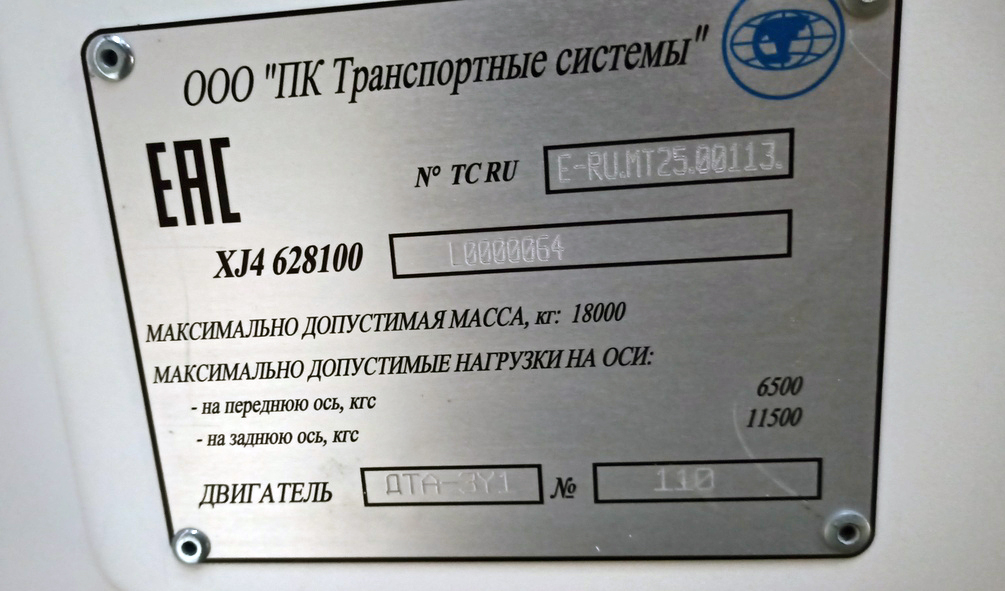 ООО "ПК Транспортные системы"
EAC
N° TC RU E-RU.MT25.00113.
XJ4 628100 L0000064
МАКСИМАЛЬНО ДОПУСТИМАЯ МАССА, кг: 18000
МАКСИМАЛЬНО ДОПУСТИМЫЕ НАГРУЗКИ НА ОСИ:
- на переднюю ось, кгс 6500
- на заднюю ось, кгс 11500
ДВИГАТЕЛЬ ДТА-3У1 № 110